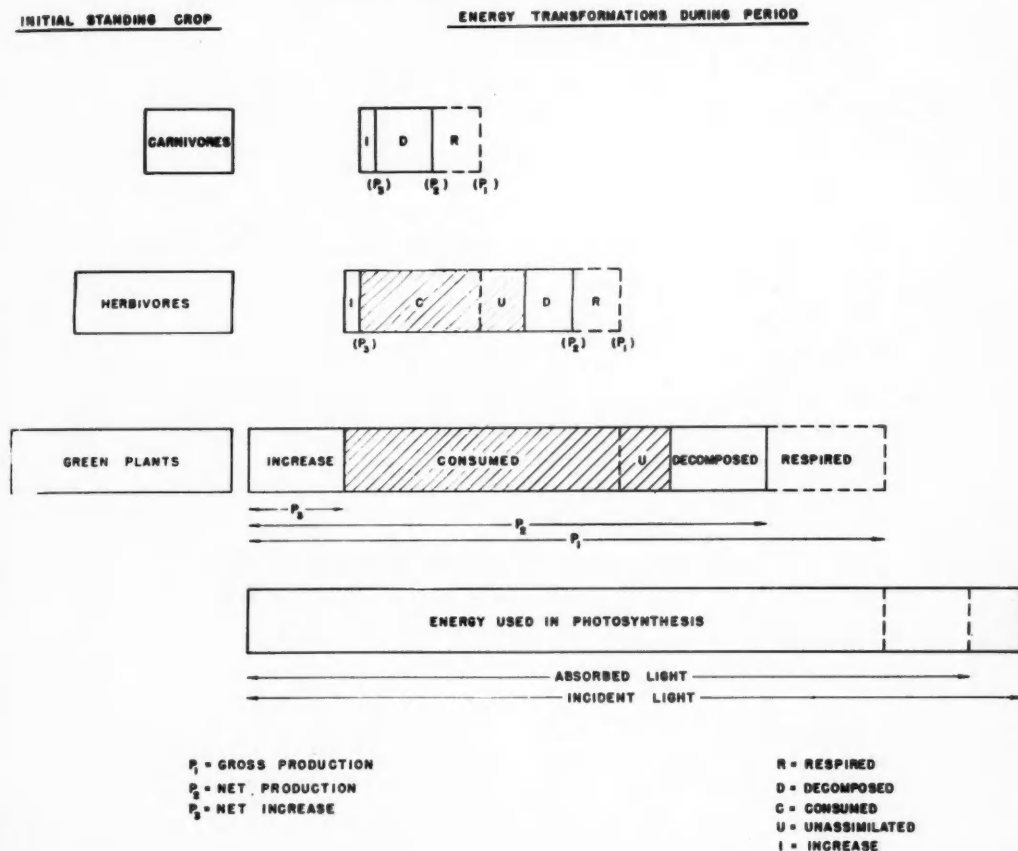 INITIAL STANDING CROP
ENERGY TRANSFORMATIONS DURING PERIOD
CARNIVORES
I D R
(P3) (P2) (P1)
HERBIVORES
I C U D R
(P3) (P2) (P1)
GREEN PLANTS
INCREASE CONSUMED U DECOMPOSED RESPIRED
P3
P2
P1
ENERGY USED IN PHOTOSYNTHESIS
ABSORBED LIGHT
INCIDENT LIGHT
P1 = GROSS PRODUCTION
P2 = NET PRODUCTION
P3 = NET INCREASE
R = RESPIRED
D = DECOMPOSED
C = CONSUMED
U = UNASSIMILATED
I = INCREASE